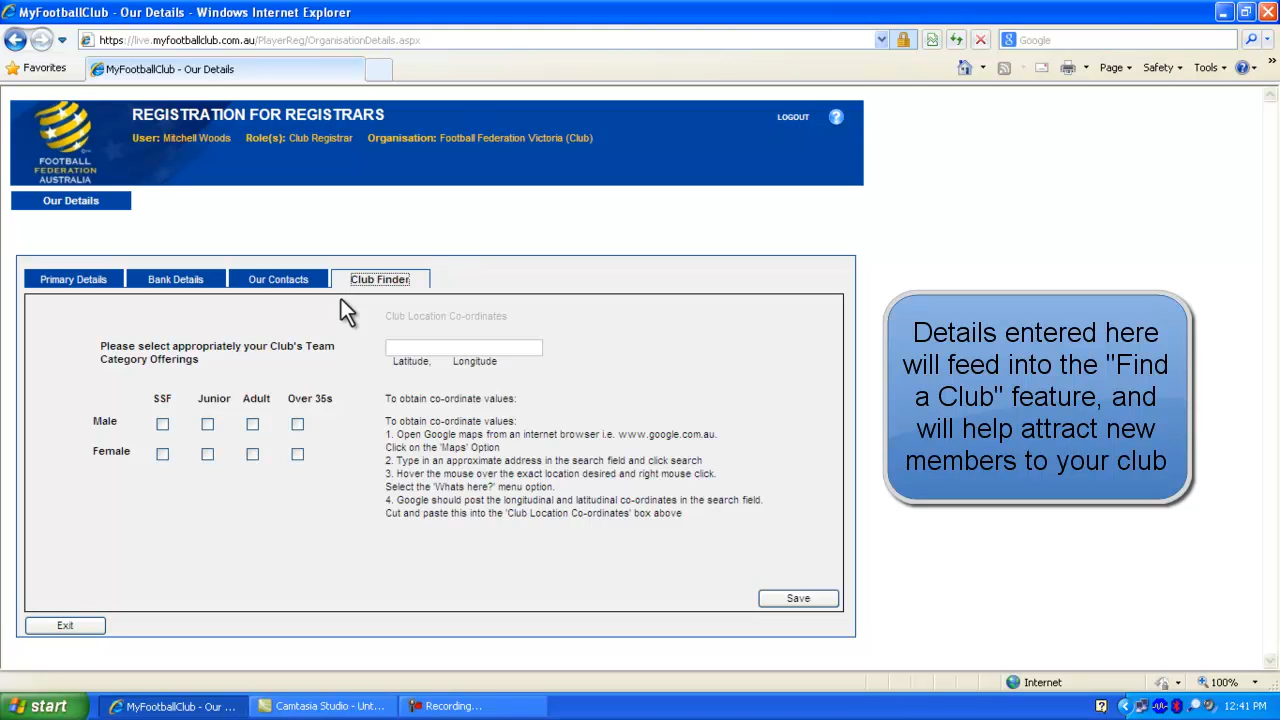 MyFootballClub - Our Details - Windows Internet Explorer
https://live.myfootballclub.com.au/PlayerReg/OrganisationDetails.aspx
Google
Favorites
MyFootballClub - Our Details
Page
Safety
Tools
REGISTRATION FOR REGISTRARS
LOGOUT
User: Mitchell Woods Role(s): Club Registrar Organisation: Football Federation Victoria (Club)
FOOTBALL
FEDERATION
AUSTRALIA
Our Details
Primary Details
Bank Details
Our Contacts
Club Finder
Club Location Co-ordinates
Please select appropriately your Club's Team
Category Offerings
Latitude, Longitude
SSF Junior Adult Over 35s
Male
Female
To obtain co-ordinate values:
To obtain co-ordinate values:
1. Open Google maps from an internet browser i.e. www.google.com.au.
Click on the 'Maps' Option
2. Type in an approximate address in the search field and click search
3. Hover the mouse over the exact location desired and right mouse click.
Select the 'Whats here?' menu option.
4. Google should post the longitudinal and latitudinal co-ordinates in the search field.
Cut and paste this into the 'Club Location Co-ordinates' box above
Save
Exit
Details entered here
will feed into the "Find
a Club" feature, and
will help attract new
members to your club
Internet
100%
start
MyFootballClub - Our ...
Camtasia Studio - Unt...
Recording...
12:41 PM